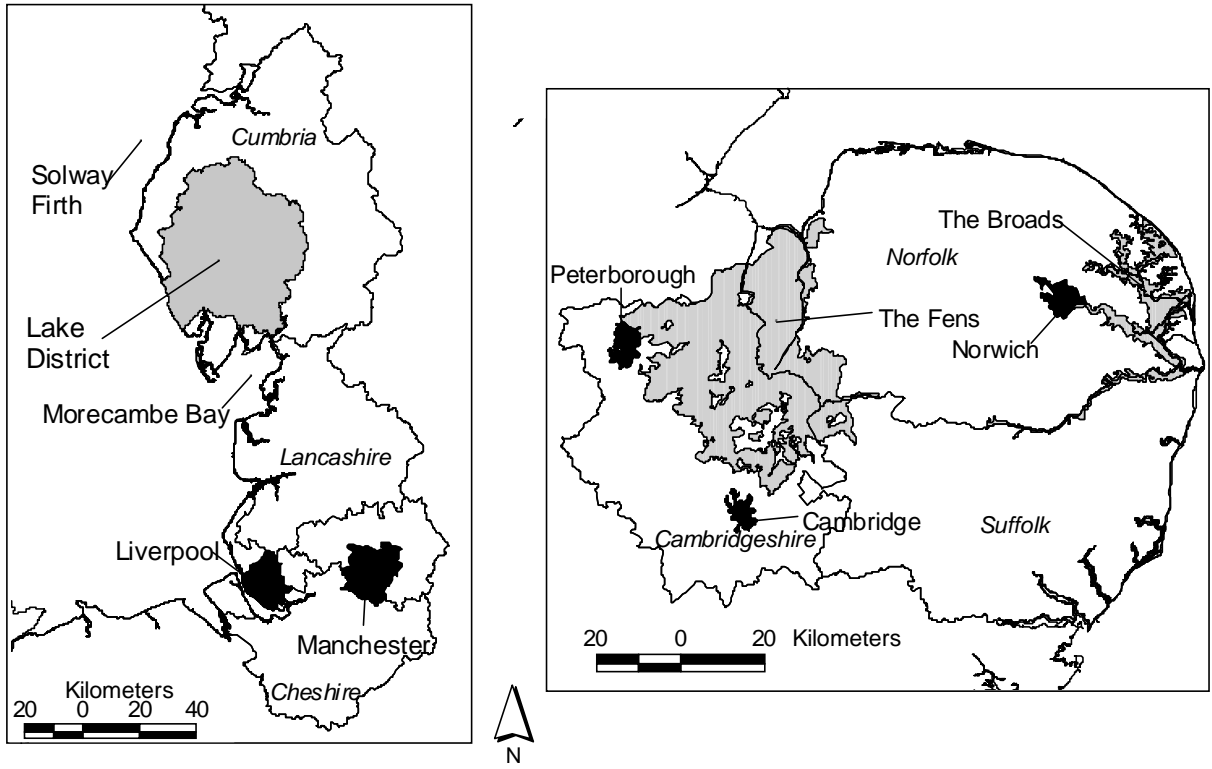 Cumbria
Solway
Firth
Lake
District
Morecambe Bay
Lancashire
Liverpool
Manchester
Cheshire
Kilometers
20 0 20 40
N
The Broads
Norfolk
Peterborough
The Fens
Norwich
Cambridge
Cambridgeshire
Suffolk
20 0 20 Kilometers